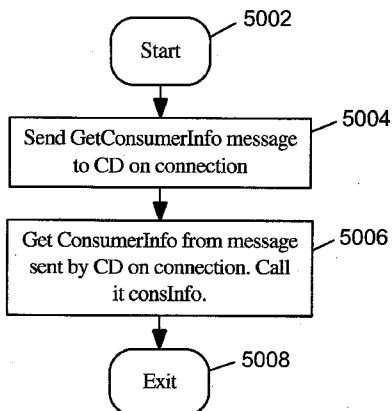 5002
Start
5004
Send GetConsumerInfo message
to CD on connection
5006
Get ConsumerInfo from message
sent by CD on connection. Call
it consInfo.
5008
Exit